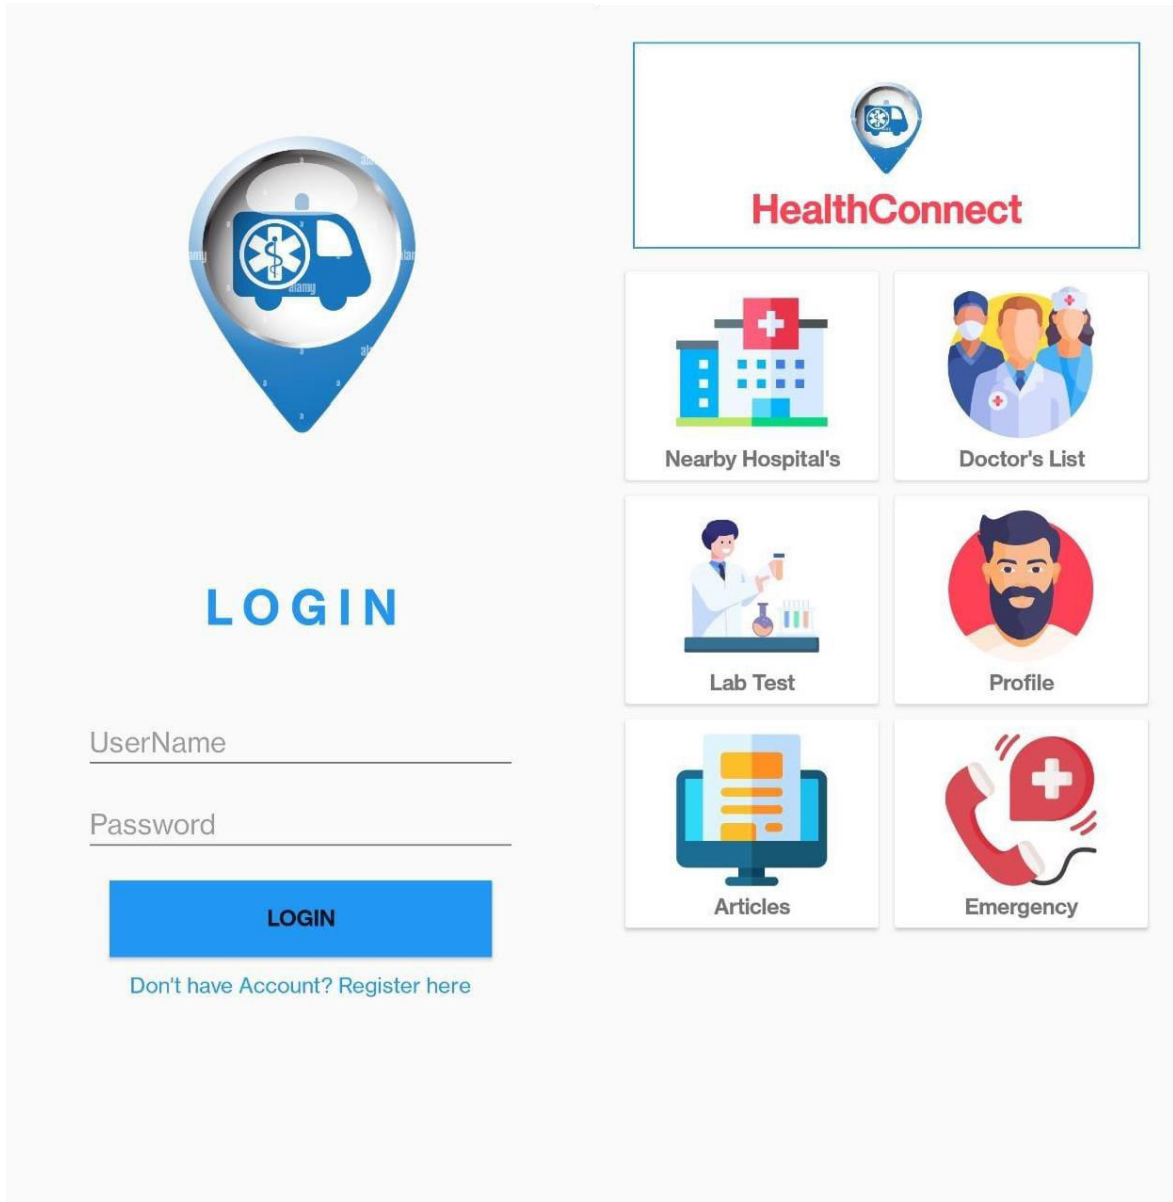 alamy
LOGIN
UserName
Password
LOGIN
Don't have Account? Register here
HealthConnect
Nearby Hospital's
Doctor's List
Lab Test
Profile
Articles
Emergency